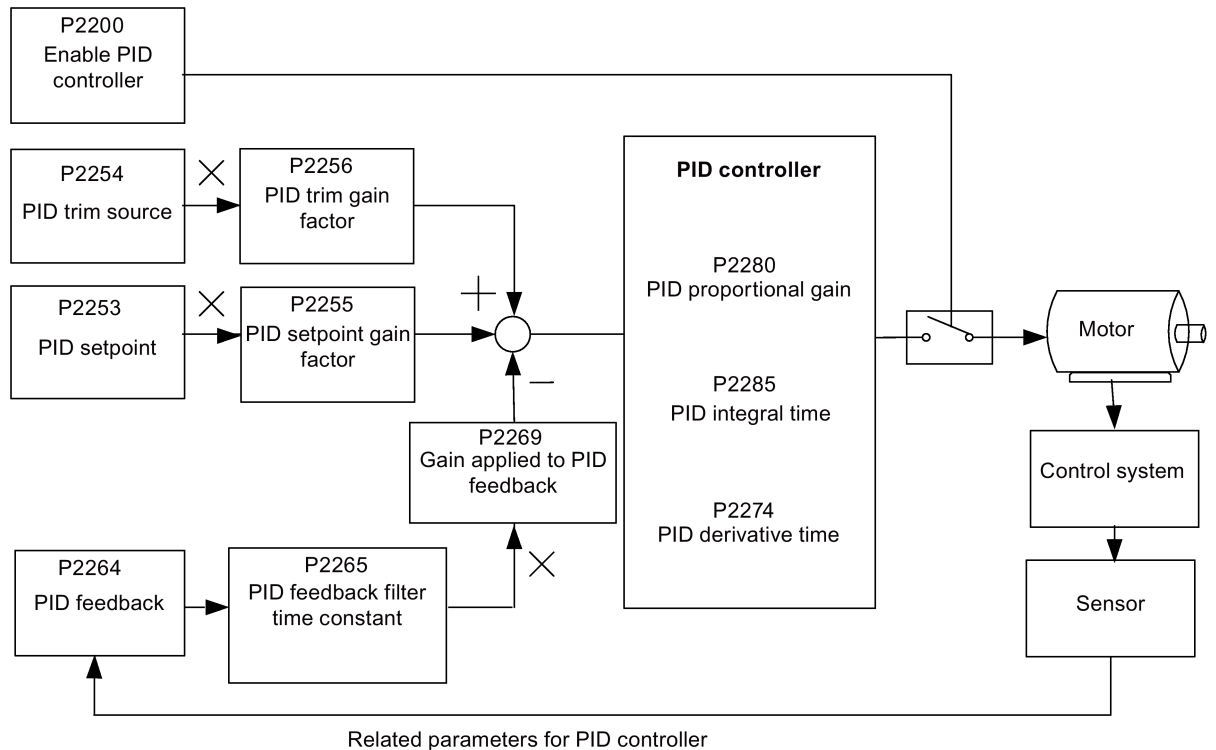 P2200
Enable PID
controller
P2254
PID trim source
P2256
PID trim gain
factor
P2253
PID setpoint
P2255
PID setpoint gain
factor
+
−
P2269
Gain applied to PID
feedback
P2264
PID feedback
P2265
PID feedback filter
time constant
PID controller
P2280
PID proportional gain
P2285
PID integral time
P2274
PID derivative time
Motor
Control system
Sensor
Related parameters for PID controller